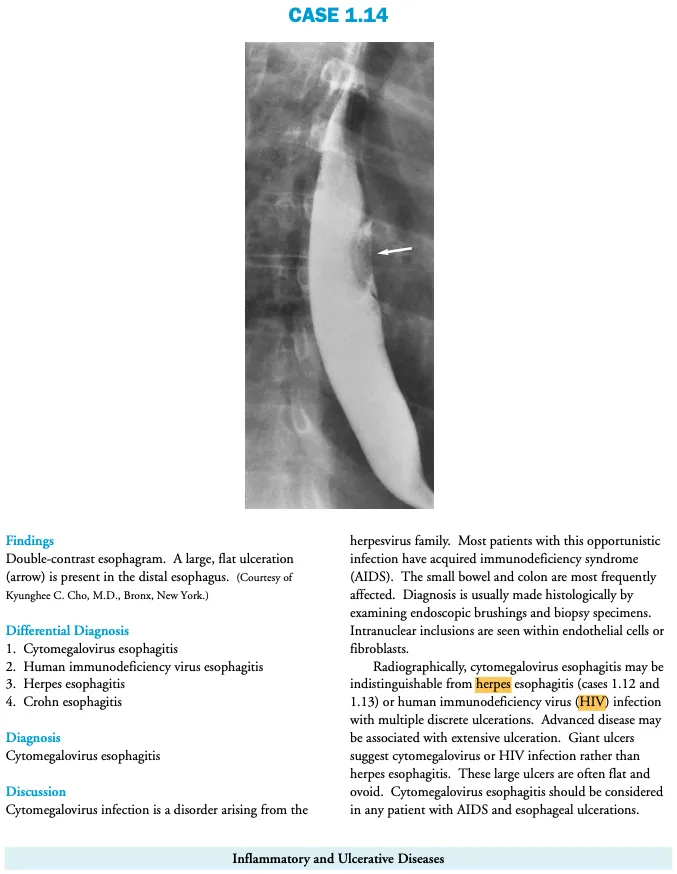 CASE 1.14
Findings
Double-contrast esophagram. A large, flat ulceration
(arrow) is present in the distal esophagus. (Courtesy of
Kyunghee C. Cho, M.D., Bronx, New York.)
Differential Diagnosis
1. Cytomegalovirus esophagitis
2. Human immunodeficiency virus esophagitis
3. Herpes esophagitis
4. Crohn esophagitis
Diagnosis
Cytomegalovirus esophagitis
Discussion
Cytomegalovirus infection is a disorder arising from the
herpesvirus family. Most patients with this opportunistic
infection have acquired immunodeficiency syndrome
(AIDS). The small bowel and colon are most frequently
affected. Diagnosis is usually made histologically by
examining endoscopic brushings and biopsy specimens.
Intranuclear inclusions are seen within endothelial cells or
fibroblasts.
Radiographically, cytomegalovirus esophagitis may be
indistinguishable from herpes esophagitis (cases 1.12 and
1.13) or human immunodeficiency virus (HIV) infection
with multiple discrete ulcerations. Advanced disease may
be associated with extensive ulceration. Giant ulcers
suggest cytomegalovirus or HIV infection rather than
herpes esophagitis. These large ulcers are often flat and
ovoid. Cytomegalovirus esophagitis should be considered
in any patient with AIDS and esophageal ulcerations.
Inflammatory and Ulcerative Diseases